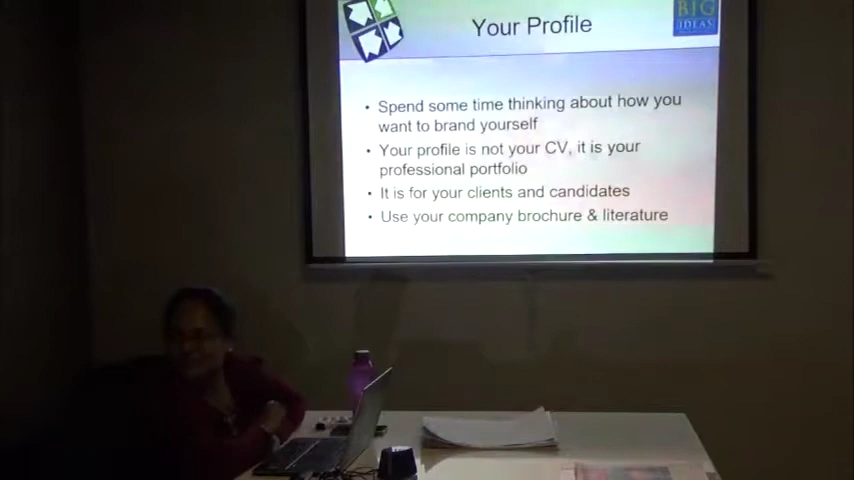 BIG
IDEAS
Your Profile
• Spend some time thinking about how you
want to brand yourself
• Your profile is not your CV, it is your
professional portfolio
• It is for your clients and candidates
• Use your company brochure & literature